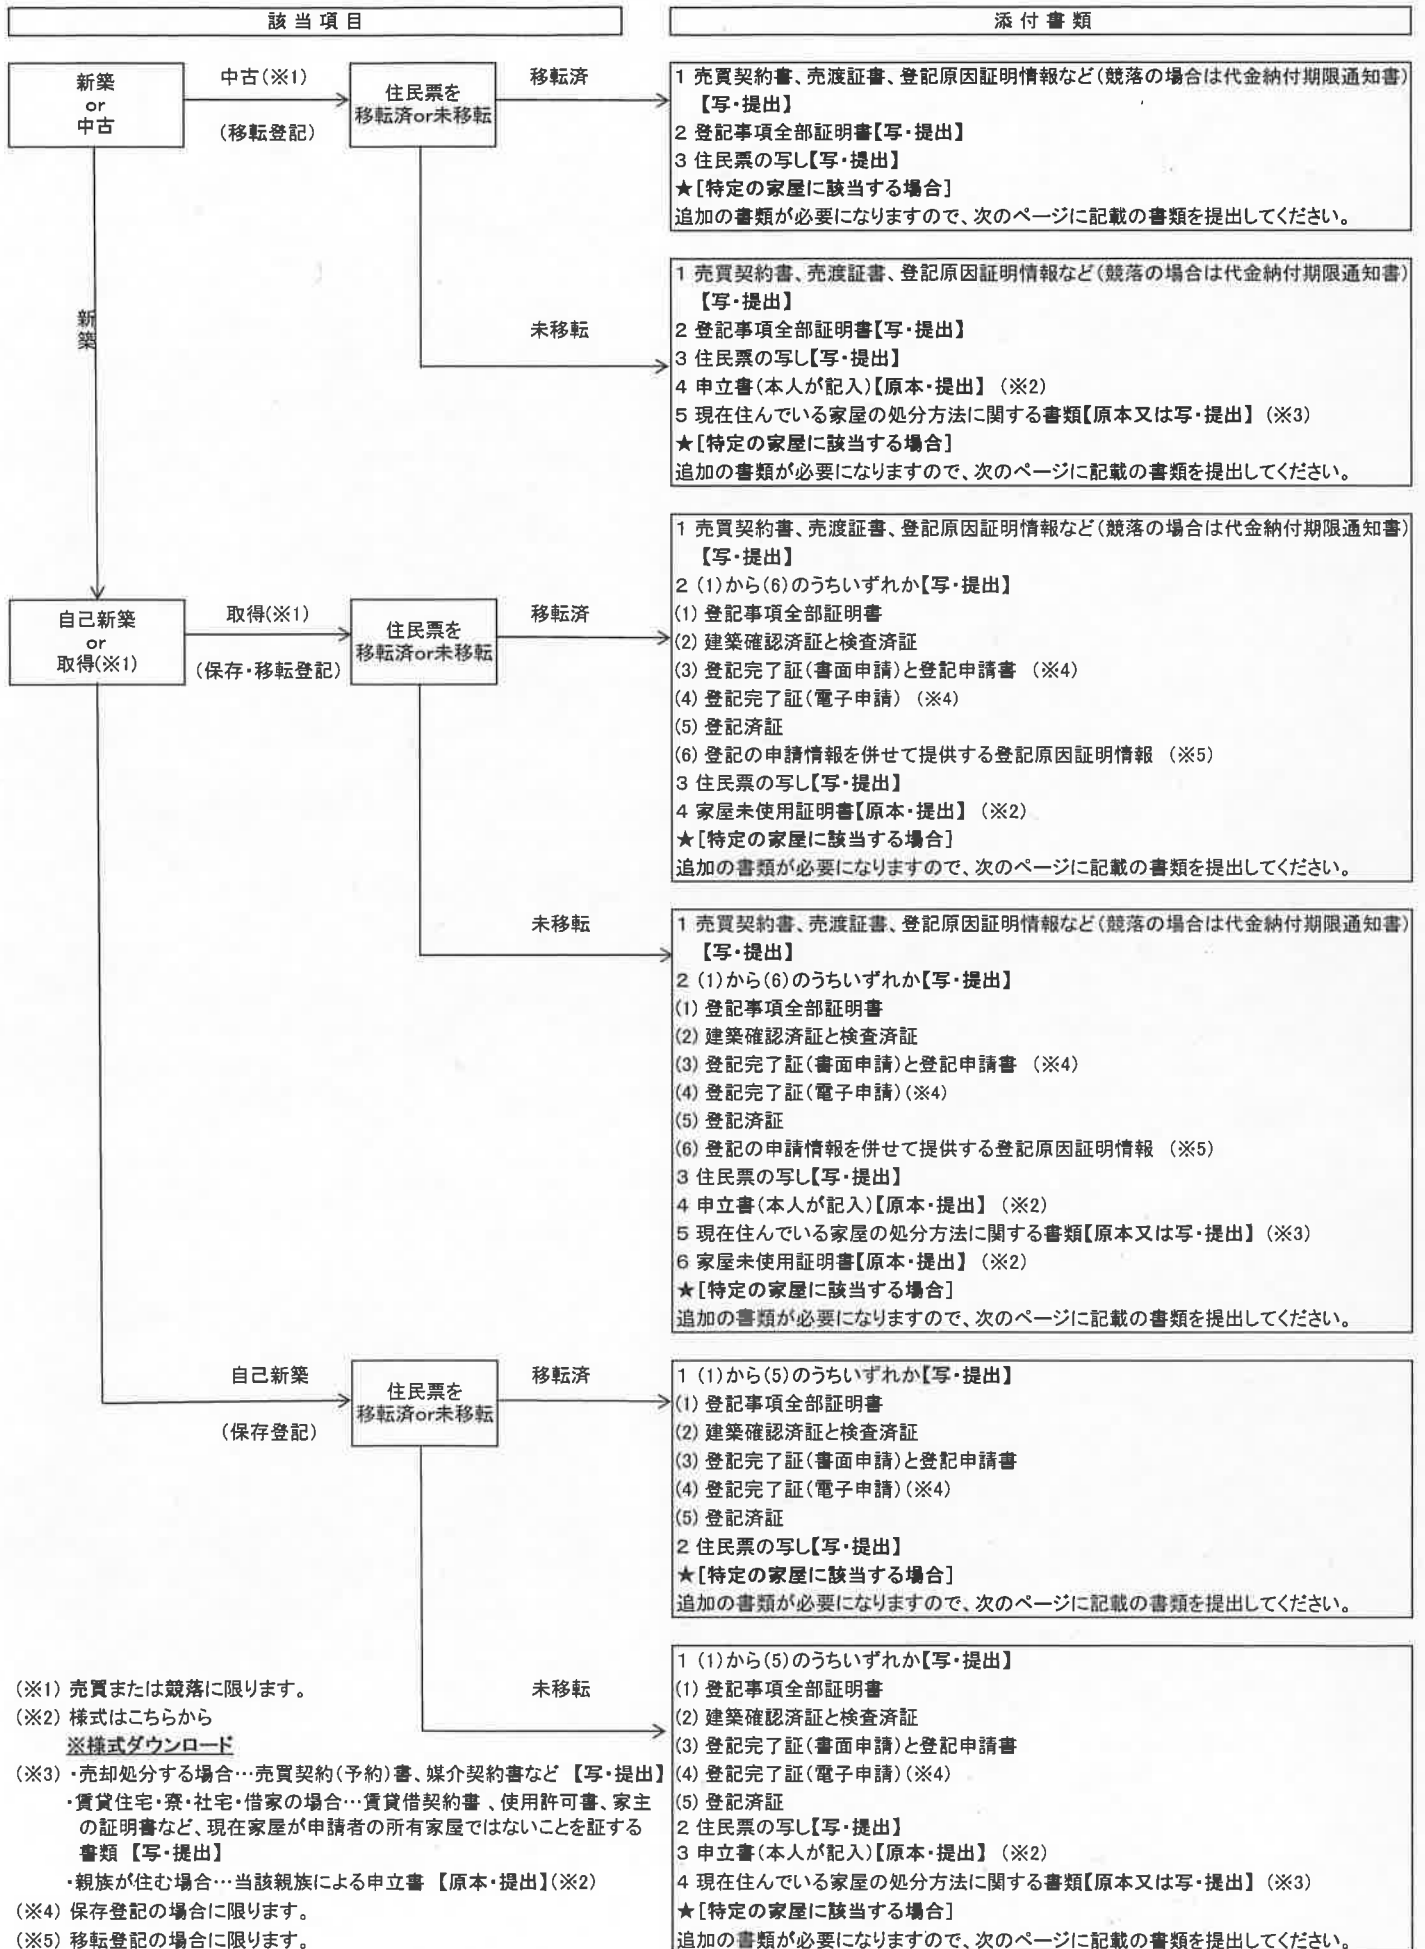 該当項目
添付書類
新築
or
中古
中古(※1)
(移転登記)
住民票を
移転済or未移転
移転済
1 売買契約書、売渡証書、登記原因証明情報など(競落の場合は代金納付期限通知書)
【写・提出】
2 登記事項全部証明書【写・提出】
3 住民票の写し【写・提出】
★[特定の家屋に該当する場合]
追加の書類が必要になりますので、次のページに記載の書類を提出してください。
未移転
1 売買契約書、売渡証書、登記原因証明情報など(競落の場合は代金納付期限通知書)
【写・提出】
2 登記事項全部証明書【写・提出】
3 住民票の写し【写・提出】
4 申立書(本人が記入)【原本・提出】 (※2)
5 現在住んでいる家屋の処分方法に関する書類【原本又は写・提出】 (※3)
★[特定の家屋に該当する場合]
追加の書類が必要になりますので、次のページに記載の書類を提出してください。
新築
自己新築
or
取得(※1)
取得(※1)
(保存・移転登記)
住民票を
移転済or未移転
移転済
1 売買契約書、売渡証書、登記原因証明情報など(競落の場合は代金納付期限通知書)
【写・提出】
2 (1)から(6)のうちいずれか【写・提出】
(1) 登記事項全部証明書
(2) 建築確認済証と検査済証
(3) 登記完了証(書面申請)と登記申請書 (※4)
(4) 登記完了証(電子申請) (※4)
(5) 登記済証
(6) 登記の申請情報を併せて提供する登記原因証明情報 (※5)
3 住民票の写し【写・提出】
4 家屋未使用証明書【原本・提出】 (※2)
★[特定の家屋に該当する場合]
追加の書類が必要になりますので、次のページに記載の書類を提出してください。
未移転
1 売買契約書、売渡証書、登記原因証明情報など(競落の場合は代金納付期限通知書)
【写・提出】
2 (1)から(6)のうちいずれか【写・提出】
(1) 登記事項全部証明書
(2) 建築確認済証と検査済証
(3) 登記完了証(書面申請)と登記申請書 (※4)
(4) 登記完了証(電子申請)(※4)
(5) 登記済証
(6) 登記の申請情報を併せて提供する登記原因証明情報 (※5)
3 住民票の写し【写・提出】
4 申立書(本人が記入)【原本・提出】 (※2)
5 現在住んでいる家屋の処分方法に関する書類【原本又は写・提出】 (※3)
6 家屋未使用証明書【原本・提出】 (※2)
★[特定の家屋に該当する場合]
追加の書類が必要になりますので、次のページに記載の書類を提出してください。
自己新築
(保存登記)
住民票を
移転済or未移転
移転済
1 (1)から(5)のうちいずれか【写・提出】
(1) 登記事項全部証明書
(2) 建築確認済証と検査済証
(3) 登記完了証(書面申請)と登記申請書
(4) 登記完了証(電子申請)(※4)
(5) 登記済証
2 住民票の写し【写・提出】
★[特定の家屋に該当する場合]
追加の書類が必要になりますので、次のページに記載の書類を提出してください。
未移転
1 (1)から(5)のうちいずれか【写・提出】
(1) 登記事項全部証明書
(2) 建築確認済証と検査済証
(3) 登記完了証(書面申請)と登記申請書
(4) 登記完了証(電子申請)(※4)
(5) 登記済証
2 住民票の写し【写・提出】
3 申立書(本人が記入)【原本・提出】 (※2)
4 現在住んでいる家屋の処分方法に関する書類【原本又は写・提出】 (※3)
★[特定の家屋に該当する場合]
追加の書類が必要になりますので、次のページに記載の書類を提出してください。
(※1) 売買または競落に限ります。
(※2) 様式はこちらから
※様式ダウンロード
(※3) ・売却処分する場合…売買契約(予約)書、媒介契約書など 【写・提出】
・賃貸住宅・寮・社宅・借家の場合…賃貸借契約書 、使用許可書、家主
の証明書など、現在家屋が申請者の所有家屋ではないことを証する
書類 【写・提出】
・親族が住む場合…当該親族による申立書 【原本・提出】(※2)
(※4) 保存登記の場合に限ります。
(※5) 移転登記の場合に限ります。